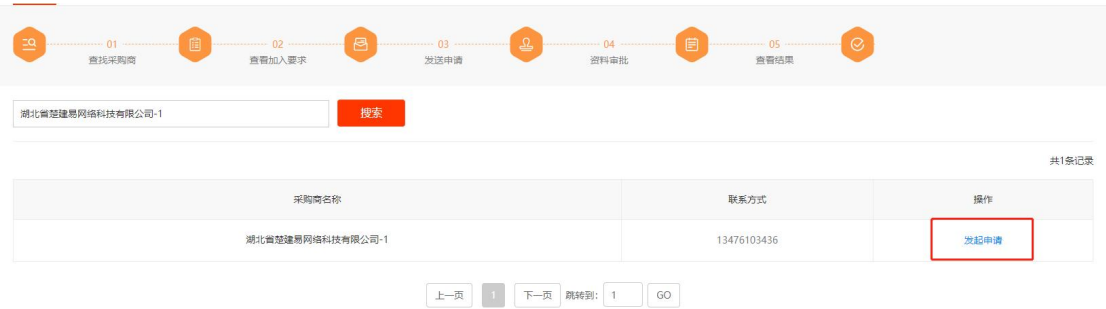 01 02 03 04 05
查找采购商 查看加入要求 发送申请 资料审批 查看结果
湖北省楚建易网络科技有限公司-1 搜索
共1条记录
采购商名称 联系方式 操作
湖北省楚建易网络科技有限公司-1 13476103436 发起申请
上一页 1 下一页 跳转到: 1 GO